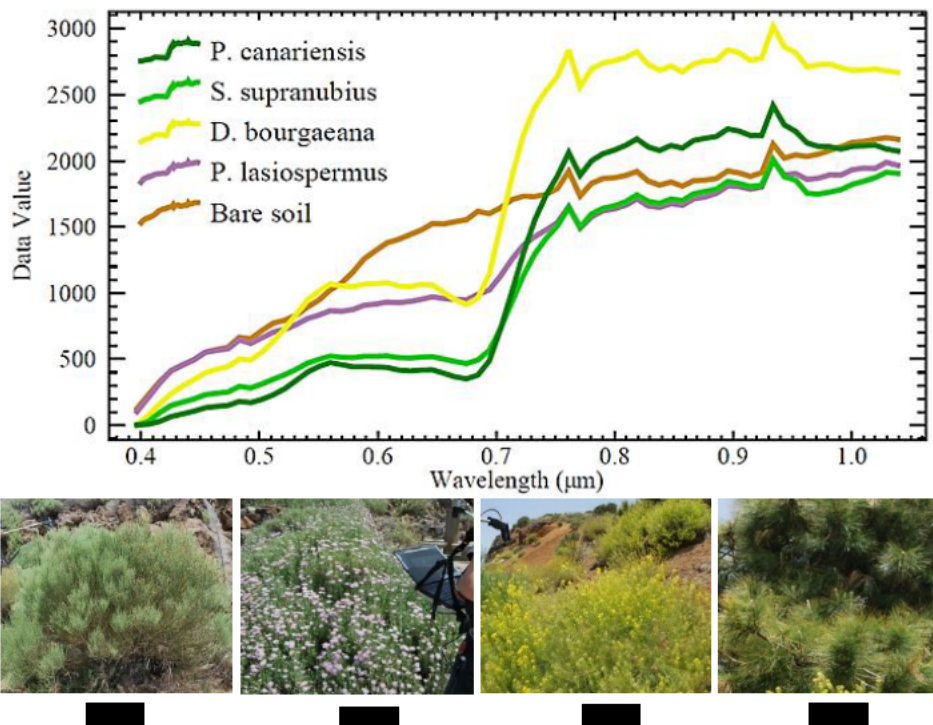 3000
2500
2000
1500
1000
500
0
Data Value
P. canariensis
S. supranubius
D. bourgaeana
P. lasiospermus
Bare soil
0.4 0.5 0.6 0.7 0.8 0.9 1.0
Wavelength (μm)